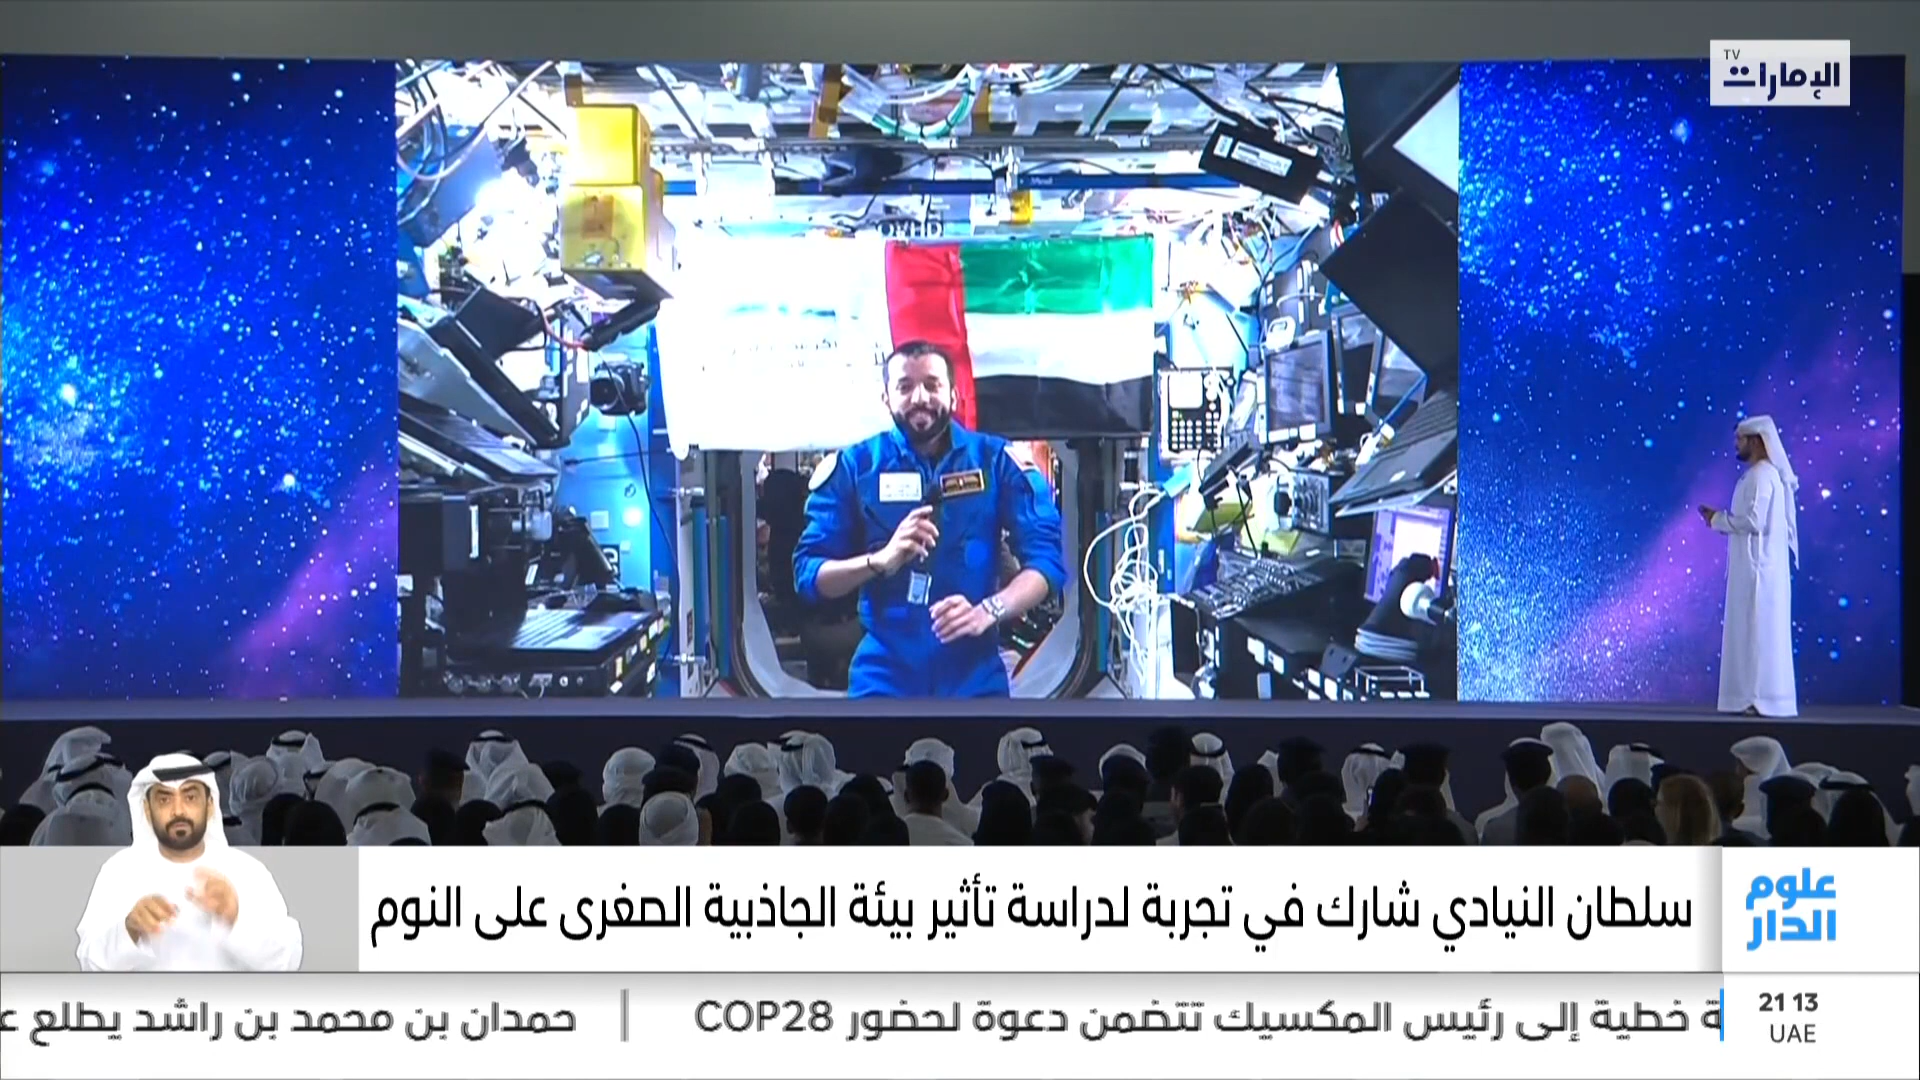 TV
الإمارات
سلطان النيادي شارك في تجربة لدراسة تأثير بيئة الجاذبية الصغرى على النوم
علوم
الدار
ة خطية إلى رئيس المكسيك تتضمن دعوة لحضور COP28 | حمدان بن محمد بن راشد يطلع ع
21 13
UAE